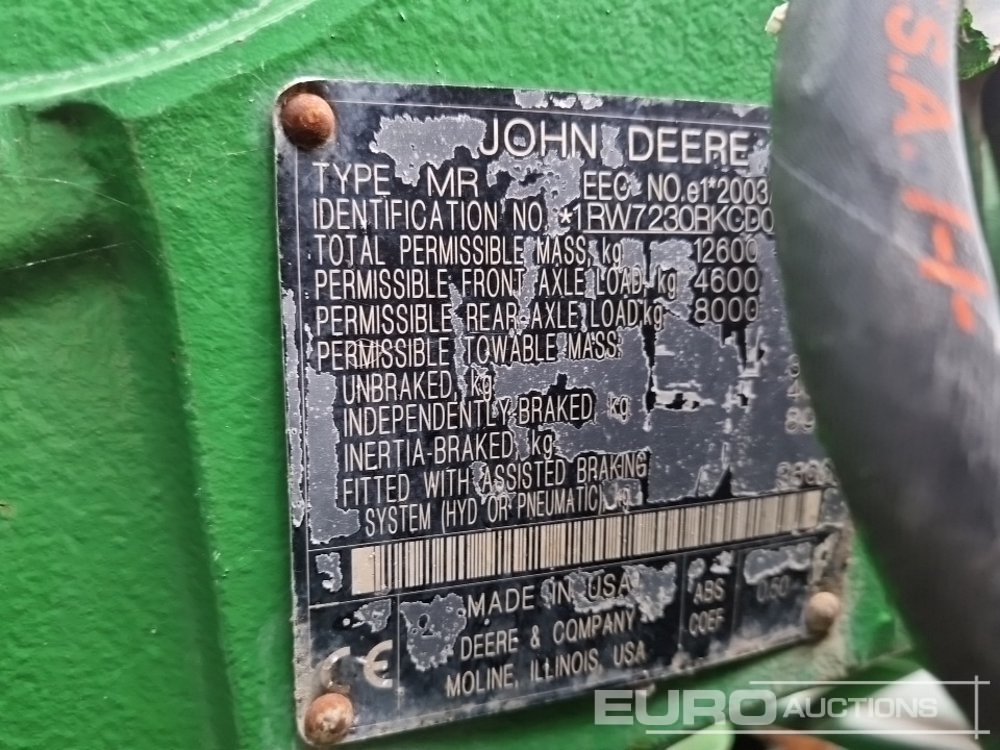 JOHN DEERE
TYPE MR EEC NO.e1*2003/
IDENTIFICATION NO. *1RW7230RKCD0
TOTAL PERMISSIBLE MASS, kg 12600
PERMISSIBLE FRONT AXLE LOAD, kg 4600
PERMISSIBLE REAR AXLE LOAD kg 8000
PERMISSIBLE TOWABLE MASS:
UNBRAKED, kg
INDEPENDENTLY-BRAKED, kg
INERTIA-BRAKED, kg
FITTED WITH ASSISTED BRAKING
SYSTEM (HYD OR PNEUMATIC), kg
MADE IN USA
DEERE & COMPANY
MOLINE, ILLINOIS, USA
ABS
COEF
0.50
CE
S.A.
EURO AUCTIONS